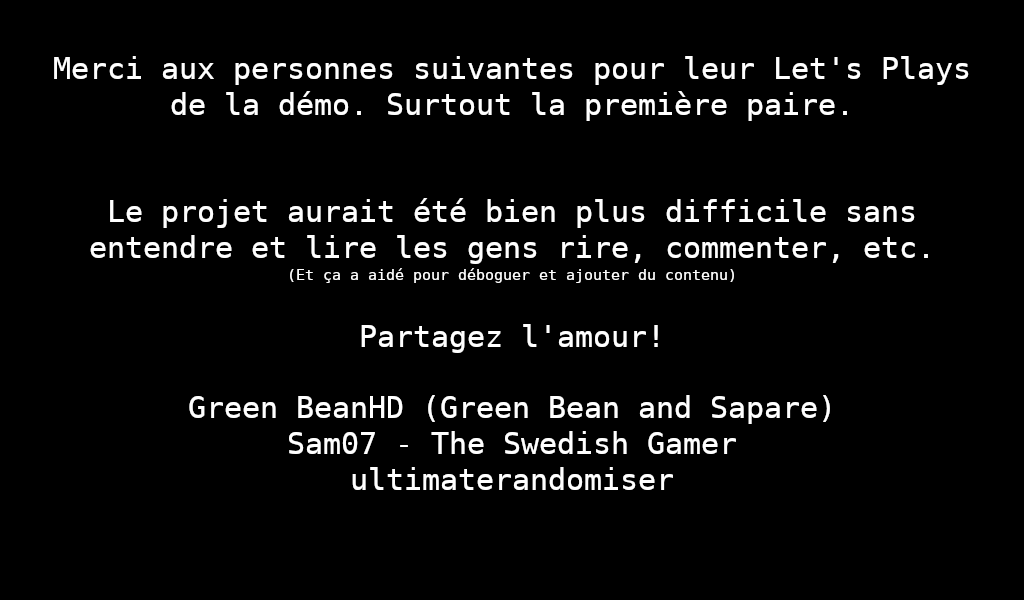 Merci aux personnes suivantes pour leur Let's Plays
de la démo. Surtout la première paire.
Le projet aurait été bien plus difficile sans
entendre et lire les gens rire, commenter, etc.
(Et ça a aidé pour déboguer et ajouter du contenu)
Partagez l'amour!
Green BeanHD (Green Bean and Sapare)
Sam07 - The Swedish Gamer
ultimaterandomiser